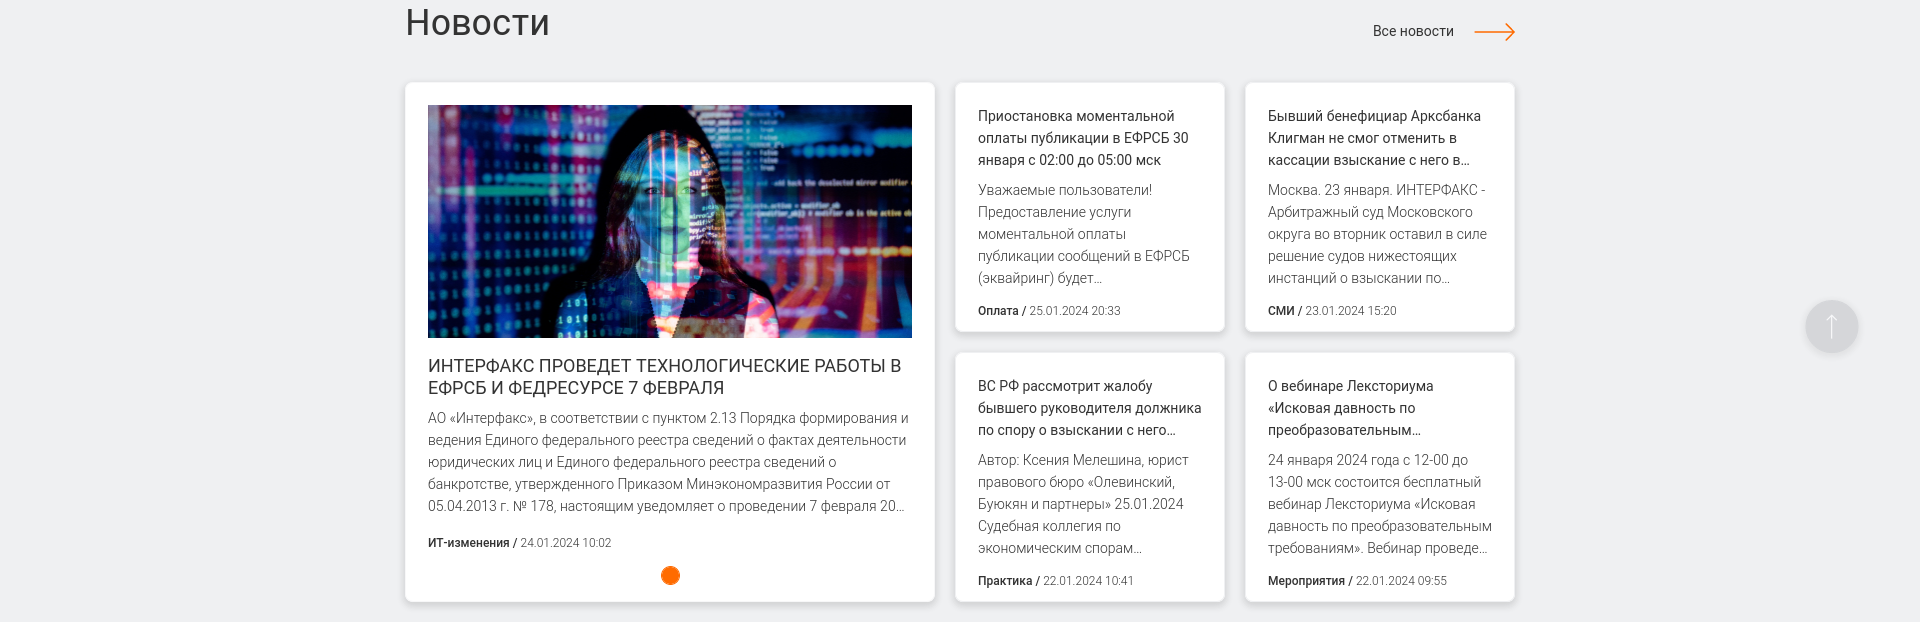 Новости
Все новости
ИНТЕРФАКС ПРОВЕДЕТ ТЕХНОЛОГИЧЕСКИЕ РАБОТЫ В
ЕФРСБ И ФЕДРЕСУРСЕ 7 ФЕВРАЛЯ
АО «Интерфакс», в соответствии с пунктом 2.13 Порядка формирования и
ведения Единого федерального реестра сведений о фактах деятельности
юридических лиц и Единого федерального реестра сведений о
банкротстве, утвержденного Приказом Минэкономразвития России от
05.04.2013 г. № 178, настоящим уведомляет о проведении 7 февраля 20...
ИТ-изменения / 24.01.2024 10:02
Приостановка моментальной
оплаты публикации в ЕФРСБ 30
января с 02:00 до 05:00 мск
Уважаемые пользователи!
Предоставление услуги
моментальной оплаты
публикации сообщений в ЕФРСБ
(эквайринг) будет...
Оплата / 25.01.2024 20:33
Бывший бенефициар Арксбанка
Клигман не смог отменить в
кассации взыскание с него в...
Москва. 23 января. ИНТЕРФАКС -
Арбитражный суд Московского
округа во вторник оставил в силе
решение судов нижестоящих
инстанций о взыскании по...
СМИ / 23.01.2024 15:20
ВС РФ рассмотрит жалобу
бывшего руководителя должника
по спору о взыскании с него...
Автор: Ксения Мелешина, юрист
правового бюро «Олевинский,
Буюкян и партнеры» 25.01.2024
Судебная коллегия по
экономическим спорам...
Практика / 22.01.2024 10:41
О вебинаре Лексториума
«Исковая давность по
преобразовательным...
24 января 2024 года с 12-00 до
13-00 мск состоится бесплатный
вебинар Лексториума «Исковая
давность по преобразовательным
требованиям». Вебинар проведе...
Мероприятия / 22.01.2024 09:55